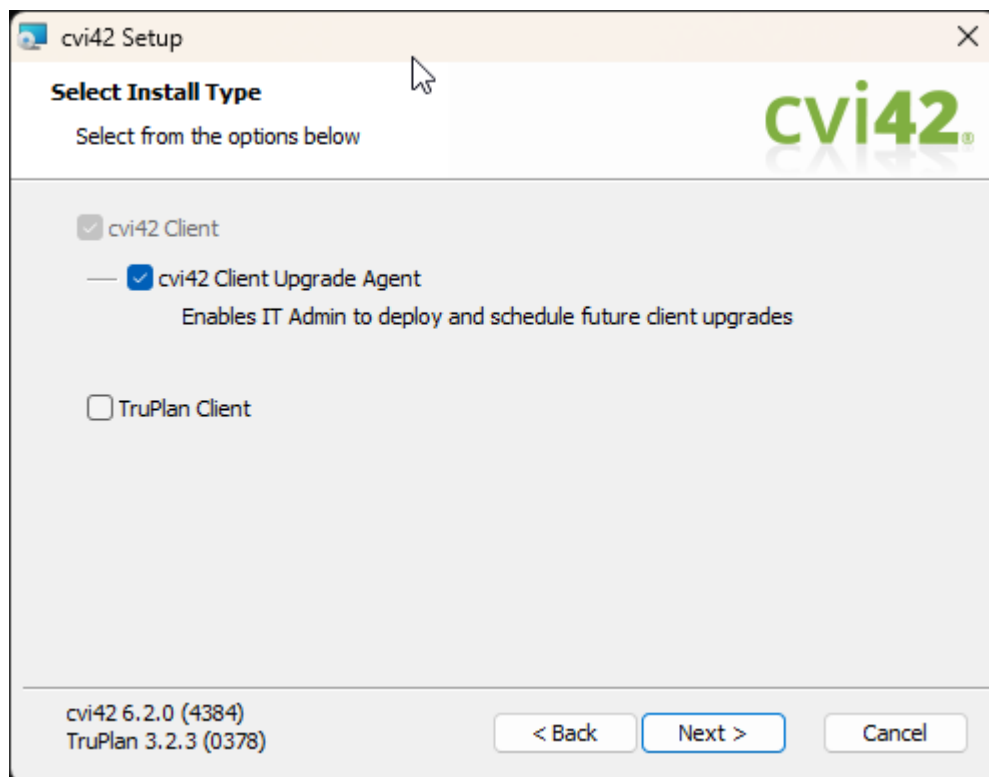 cvi42 Setup
Select Install Type
Select from the options below
cvi42®
cvi42 Client
cvi42 Client Upgrade Agent
Enables IT Admin to deploy and schedule future client upgrades
TruPlan Client
cvi42 6.2.0 (4384)
TruPlan 3.2.3 (0378)
< Back
Next >
Cancel